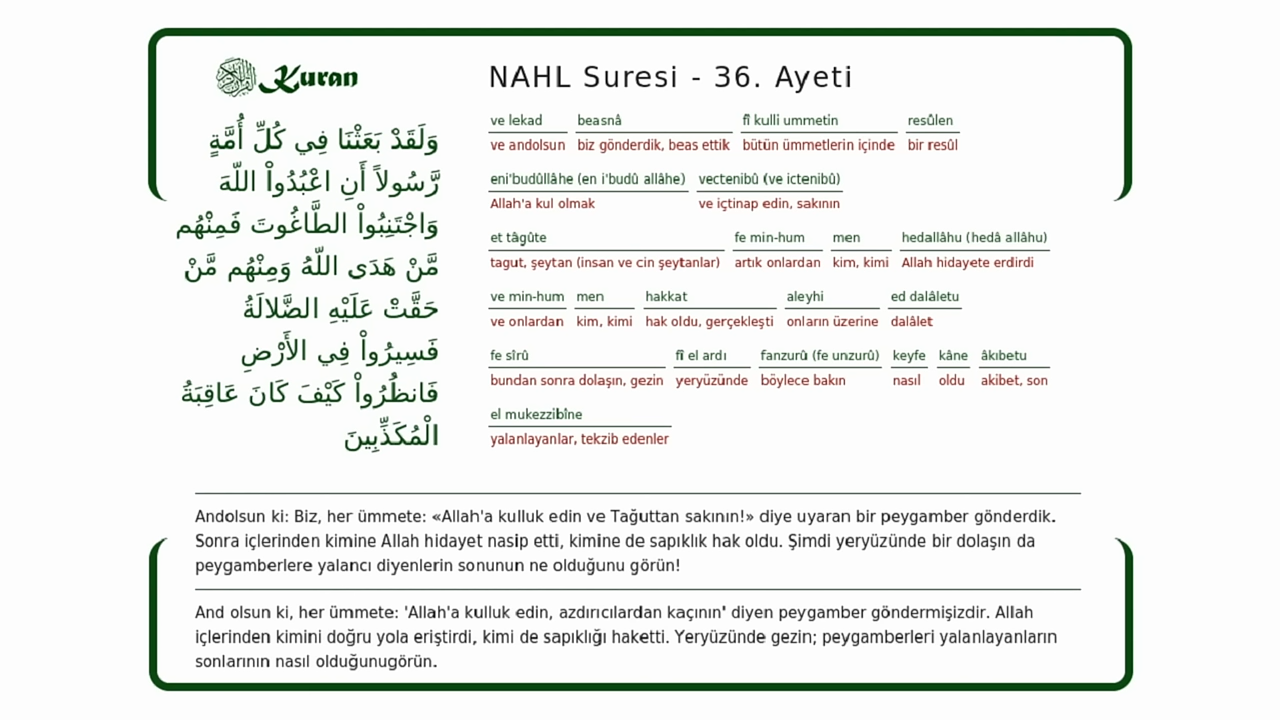 Kuran
NAHL Suresi - 36. Ayeti
وَلَقَدْ بَعَثْنَا فِي كُلِّ أُمَّةٍ
رَّسُولاً أَنِ اعْبُدُواْ اللّهَ
وَاجْتَنِبُواْ الطَّاغُوتَ فَمِنْهُم
مَّنْ هَدَى اللّهُ وَمِنْهُم مَّنْ
حَقَّتْ عَلَيْهِ الضَّلالَةُ
فَسِيرُواْ فِي الأَرْضِ
فَانظُرُواْ كَيْفَ كَانَ عَاقِبَةُ
الْمُكَذِّبِينَ
ve lekad beasnâ fî kulli ummetin resûlen
ve andolsun biz gönderdik, beas ettik bütün ümmetlerin içinde bir resûl
eni'budûllâhe (en i'budû allâhe) vectenibû (ve ictenibû)
Allah'a kul olmak ve içtinap edin, sakının
et tâgûte fe min-hum men hedallâhu (hedâ allâhu)
tagut, şeytan (insan ve cin şeytanlar) artık onlardan kim, kimi Allah hidayete erdirdi
ve min-hum men hakkat aleyhi ed dalâletu
ve onlardan kim, kimi hak oldu, gerçekleşti onların üzerine dalâlet
fe sîrû fî el ardı fanzurû (fe unzurû) keyfe kâne âkıbetu
bundan sonra dolaşın, gezin yeryüzünde böylece bakın nasıl oldu akibet, son
el mukezzibîne
yalanlayanlar, tekzib edenler
Andolsun ki: Biz, her ümmete: «Allah'a kulluk edin ve Tağuttan sakının!» diye uyaran bir peygamber gönderdik.
Sonra içlerinden kimine Allah hidayet nasip etti, kimine de sapıklık hak oldu. Şimdi yeryüzünde bir dolaşın da
peygamberlere yalancı diyenlerin sonunun ne olduğunu görün!
And olsun ki, her ümmete: 'Allah'a kulluk edin, azdırıcılardan kaçının' diyen peygamber göndermişizdir. Allah
içlerinden kimini doğru yola eriştirdi, kimi de sapıklığı haketti. Yeryüzünde gezin; peygamberleri yalanlayanların
sonlarının nasıl olduğunugörün.